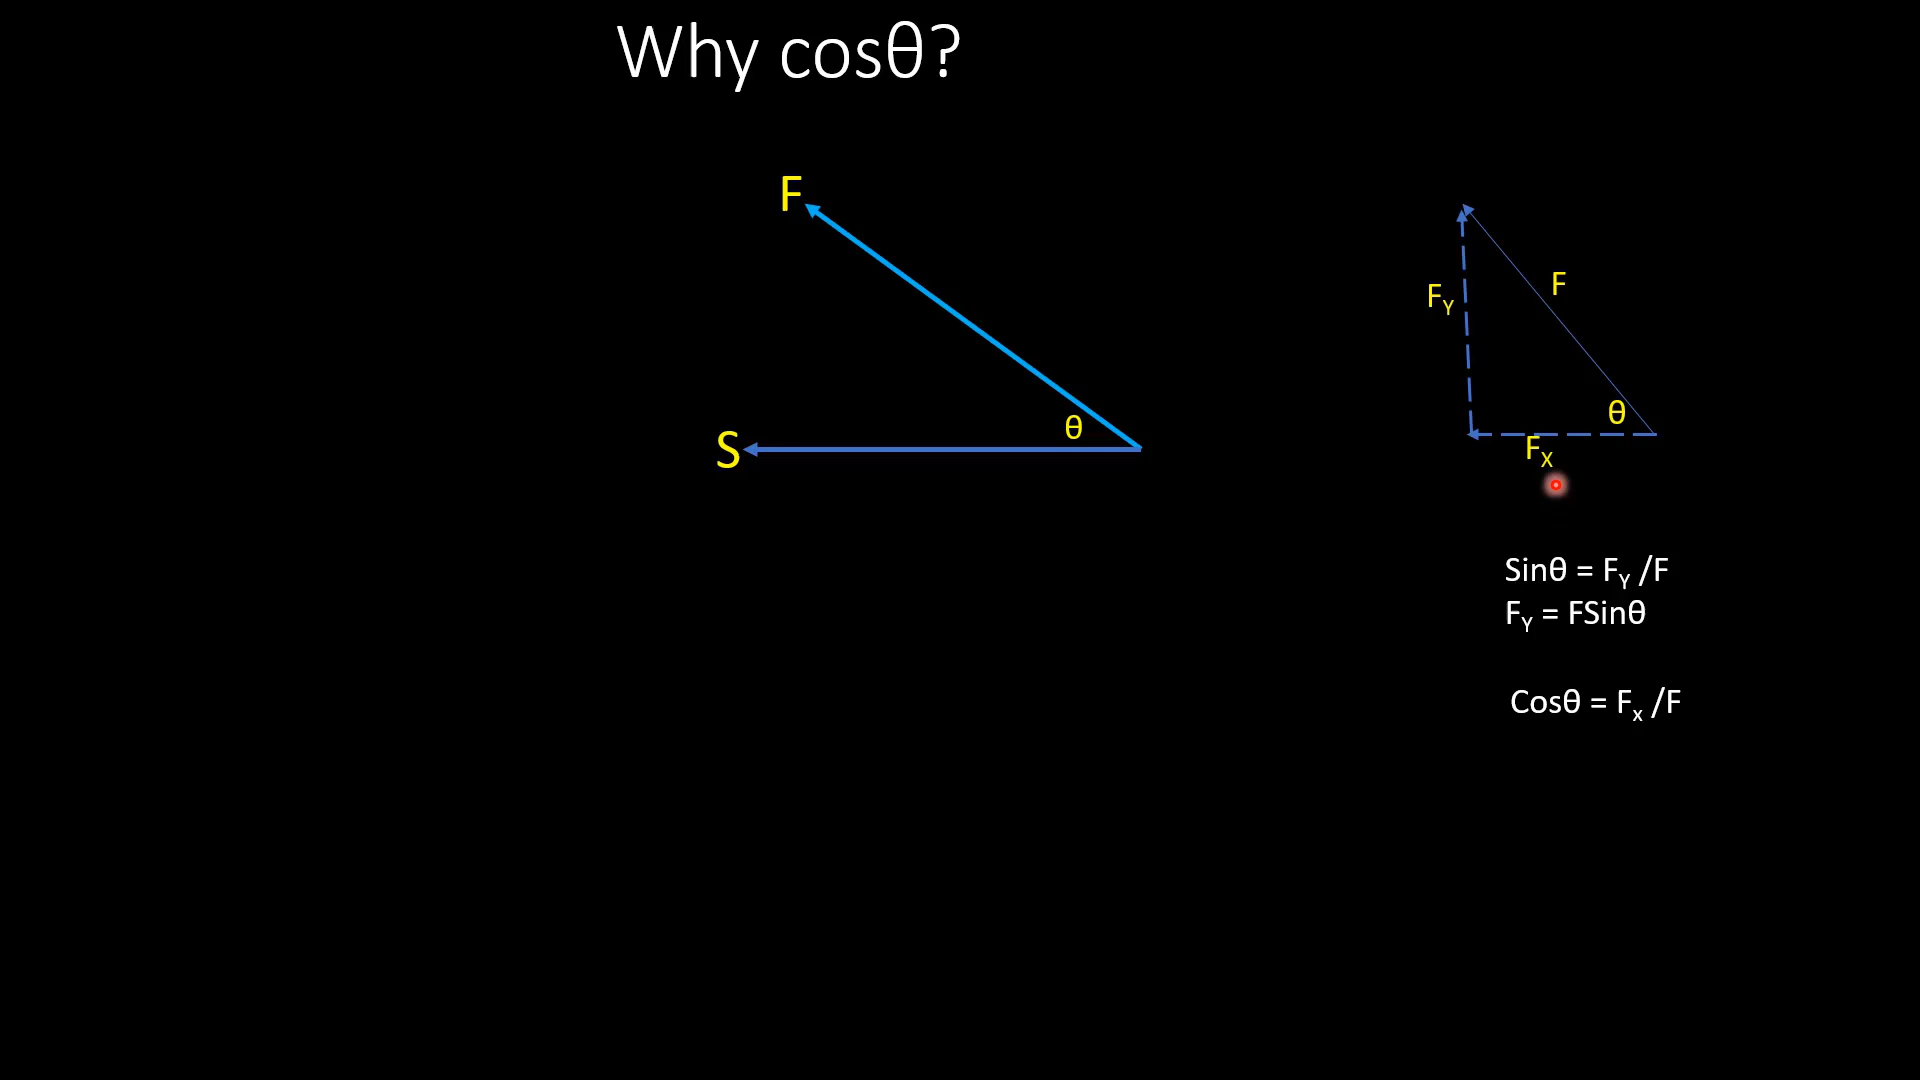 Why cosθ?
F
S
θ
F
F_Y
θ
F_X
Sinθ = F_Y /F
F_Y = FSinθ
Cosθ = F_x /F